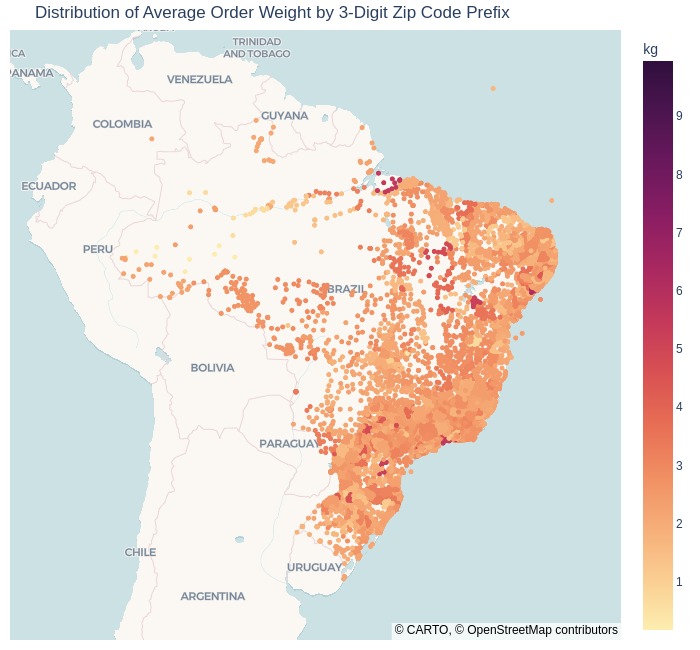 Distribution of Average Order Weight by 3-Digit Zip Code Prefix
kg
TRINIDAD
AND TOBAGO
PANAMA
VENEZUELA
GUYANA
COLOMBIA
ECUADOR
PERU
BRAZIL
BOLIVIA
PARAGUAY
CHILE
URUGUAY
ARGENTINA
9
8
7
6
5
4
3
2
1
© CARTO, © OpenStreetMap contributors